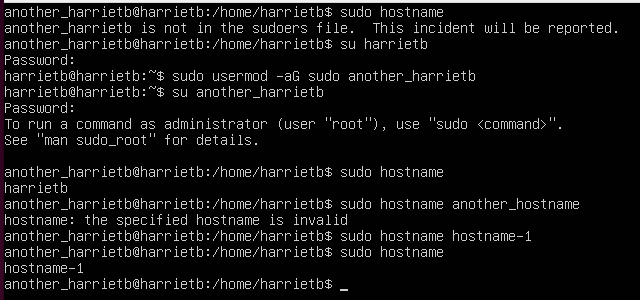 another_harrietb@harrietb:/home/harrietb$ sudo hostname
another_harrietb is not in the sudoers file.  This incident will be reported.
another_harrietb@harrietb:/home/harrietb$ su harrietb
Password:
harrietb@harrietb:~$ sudo usermod -aG sudo another_harrietb
harrietb@harrietb:~$ su another_harrietb
Password:
To run a command as administrator (user "root"), use "sudo <command>".
See "man sudo_root" for details.
another_harrietb@harrietb:/home/harrietb$ sudo hostname
harrietb
another_harrietb@harrietb:/home/harrietb$ sudo hostname another_hostname
hostname: the specified hostname is invalid
another_harrietb@harrietb:/home/harrietb$ sudo hostname hostname-1
another_harrietb@harrietb:/home/harrietb$ sudo hostname
hostname-1
another_harrietb@harrietb:/home/harrietb$ _